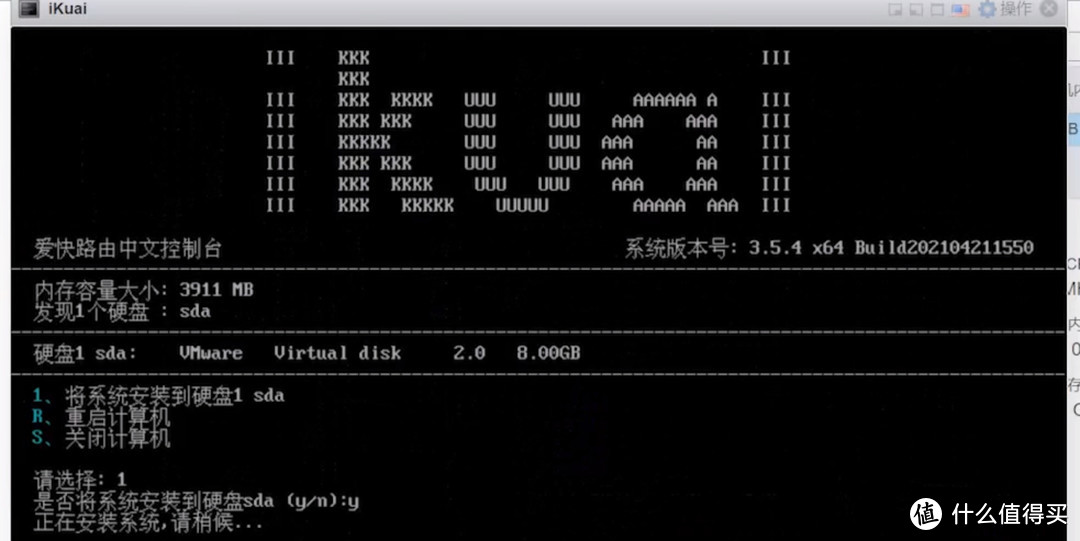 iKuai
操作
III KKK III
KKK
III KKK KKKK UUU UUU AAAAAA A III
III KKK KKK UUU UUU AAA AAA III
III KKKKK UUU UUU AAA AA III
III KKK KKK UUU UUU AAA AA III
III KKK KKKK UUU UUU AAA AAA III
III KKK KKKKK UUUUU AAAAA AAA III
爱快路由中文控制台 系统版本号: 3.5.4 x64 Build202104211550
内存容量大小: 3911 MB
发现1个硬盘 : sda
硬盘1 sda: VMware Virtual disk 2.0 8.00GB
1、将系统安装到硬盘1 sda
R、重启计算机
S、关闭计算机
请选择: 1
是否将系统安装到硬盘sda (y/n):y
正在安装系统,请稍候...
值 什么值得买